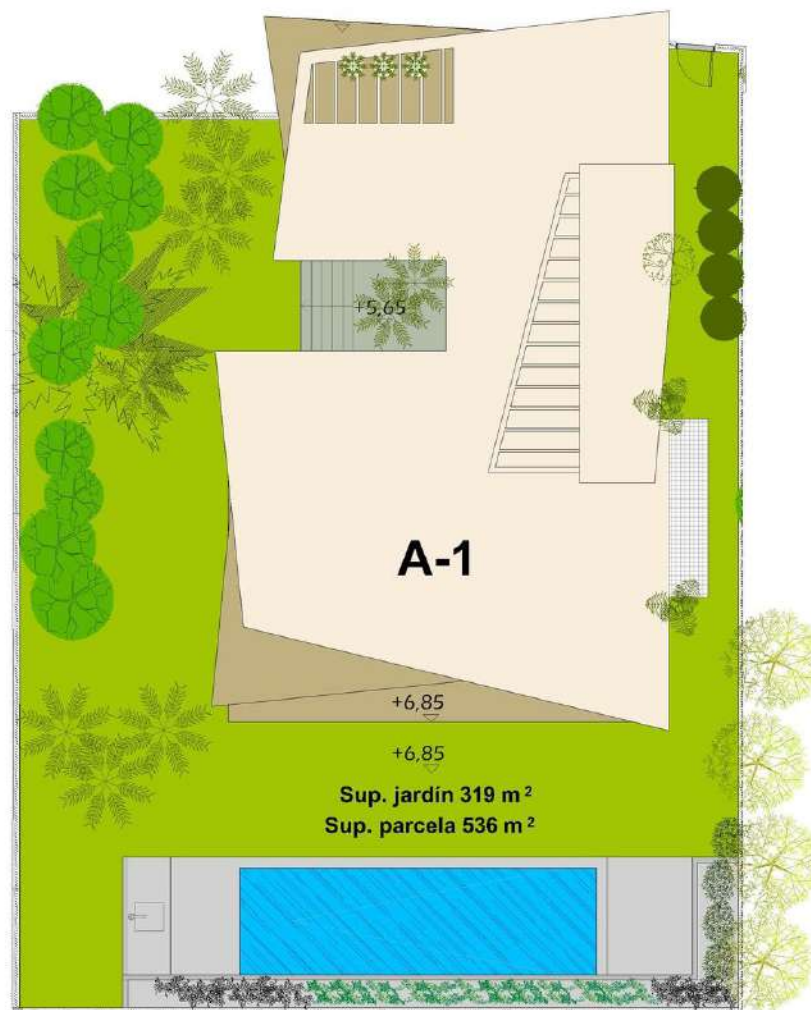 +5,65
A-1
+6,85
+6,85
Sup. jardín 319 m²
Sup. parcela 536 m²